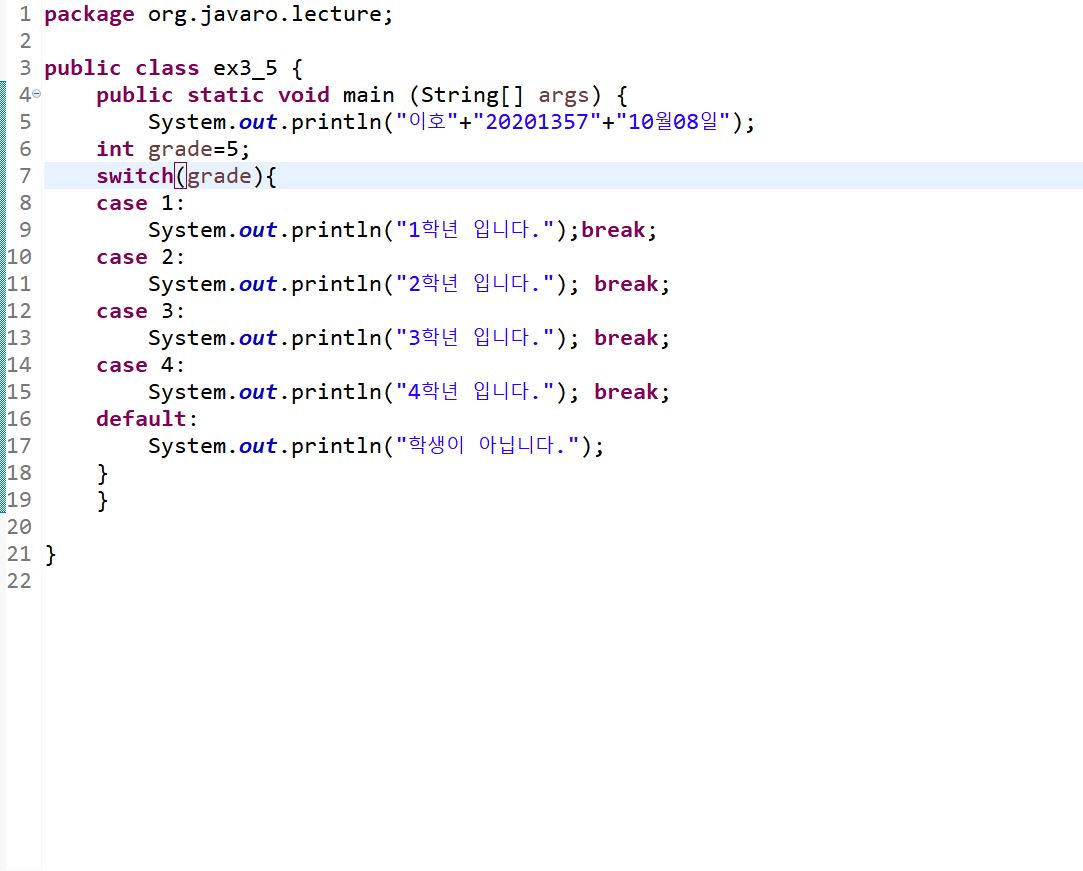 1 package org.javaro.lecture;
2
3 public class ex3_5 {
4     public static void main (String[] args) {
5         System.out.println("이호"+"20201357"+"10월08일");
6     int grade=5;
7     switch(grade){
8     case 1:
9         System.out.println("1학년 입니다.");break;
10     case 2:
11         System.out.println("2학년 입니다."); break;
12     case 3:
13         System.out.println("3학년 입니다."); break;
14     case 4:
15         System.out.println("4학년 입니다."); break;
16     default:
17         System.out.println("학생이 아닙니다.");
18     }
19     }
20
21 }
22